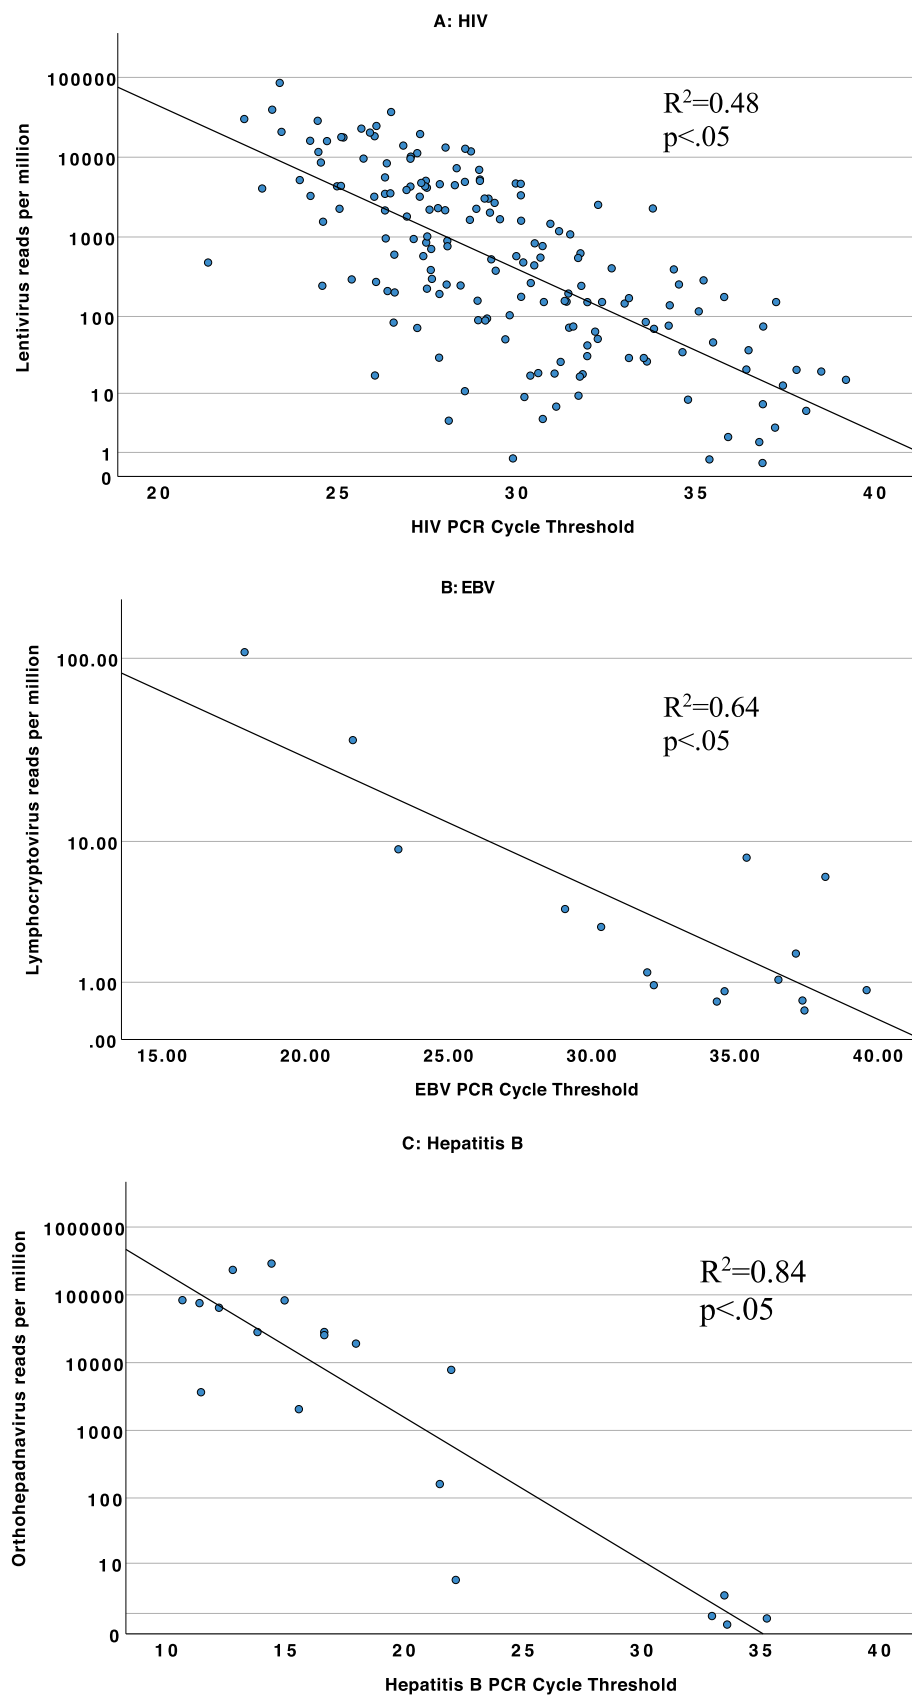 A: HIV
Lentivirus reads per million
100000
10000
1000
100
10
1
0
R²=0.48
p<.05
20 25 30 35 40
HIV PCR Cycle Threshold
B: EBV
Lymphocryptovirus reads per million
100.00
10.00
1.00
.00
R²=0.64
p<.05
15.00 20.00 25.00 30.00 35.00 40.00
EBV PCR Cycle Threshold
C: Hepatitis B
Orthohepadnavirus reads per million
1000000
100000
10000
1000
100
10
0
R²=0.84
p<.05
10 15 20 25 30 35 40
Hepatitis B PCR Cycle Threshold